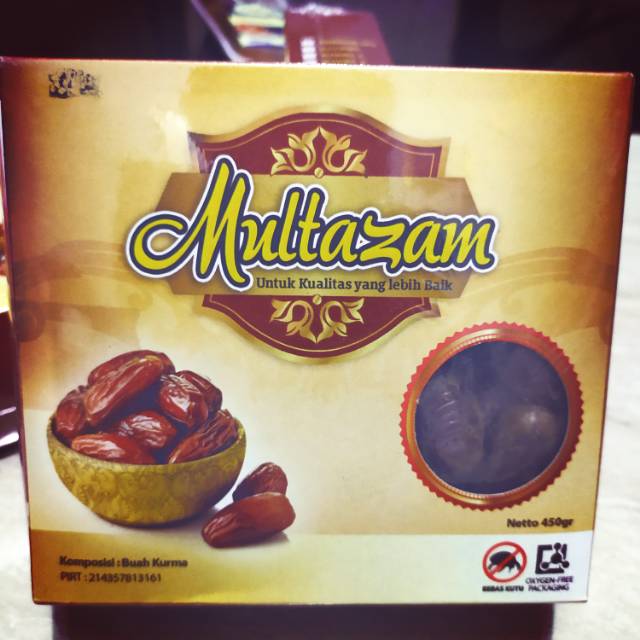 Multazam
Untuk Kualitas yang lebih Baik
Netto 450gr
Komposisi : Buah Kurma
PIRT : 214357813161
BEBAS KUTU
OXYGEN-FREE
PACKAGING